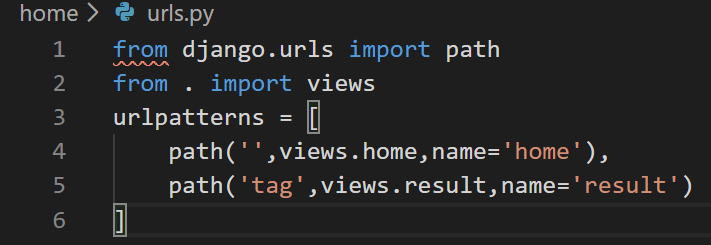 home > urls.py
1 from django.urls import path
2 from . import views
3 urlpatterns = [
4     path('',views.home,name='home'),
5     path('tag',views.result,name='result')
6 ]